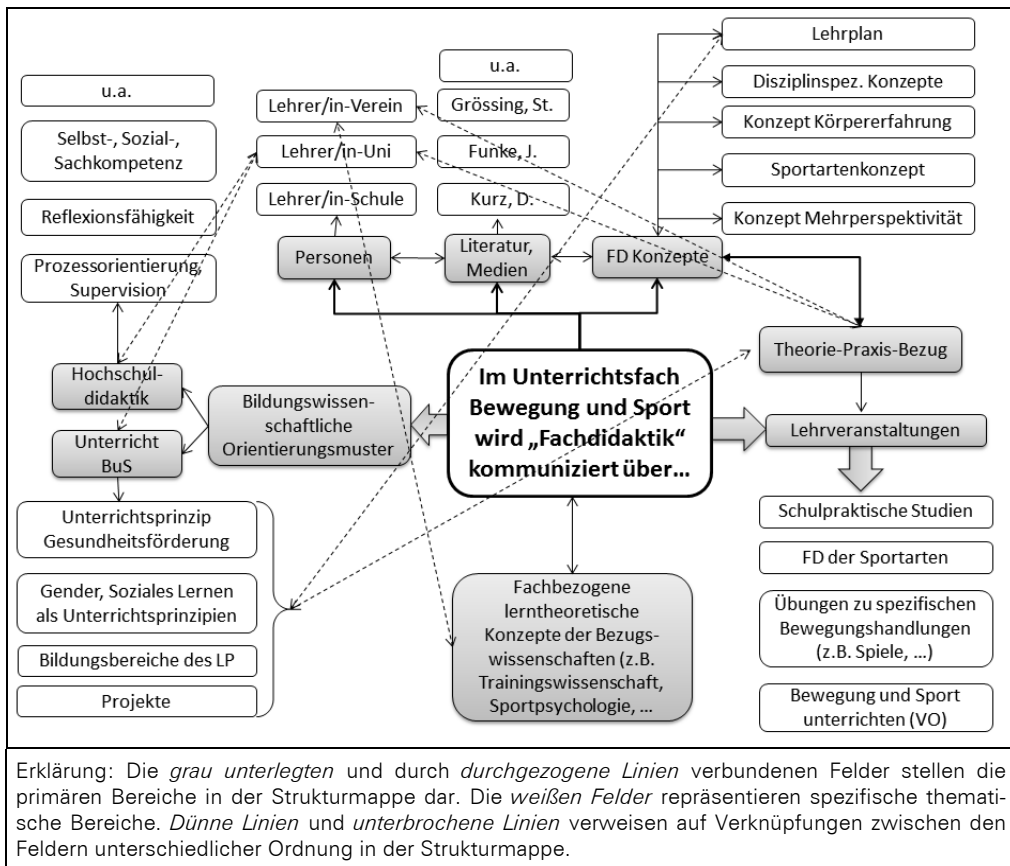 u.a.
Selbst-, Sozial-,
Sachkompetenz
Reflexionsfähigkeit
Prozessorientierung,
Supervision
Hochschul-
didaktik
Unterricht
BuS
Unterrichtsprinzip
Gesundheitsförderung
Gender, Soziales Lernen
als Unterrichtsprinzipien
Bildungsbereiche des LP
Projekte
Bildungswissen-
schaftliche
Orientierungsmuster
Lehrer/in-Verein
Lehrer/in-Uni
Lehrer/in-Schule
Personen
u.a.
Grössing, St.
Funke, J.
Kurz, D.
Literatur,
Medien
FD Konzepte
Lehrplan
Disziplinspez. Konzepte
Konzept Körpererfahrung
Sportartenkonzept
Konzept Mehrperspektivität
Im Unterrichtsfach
Bewegung und Sport
wird „Fachdidaktik“
kommuniziert über...
Fachbezogene
lerntheoretische
Konzepte der Bezugs-
wissenschaften (z.B.
Trainingswissenschaft,
Sportpsychologie, ...
Theorie-Praxis-Bezug
Lehrveranstaltungen
Schulpraktische Studien
FD der Sportarten
Übungen zu spezifischen
Bewegungshandlungen
(z.B. Spiele, ...)
Bewegung und Sport
unterrichten (VO)
Erklärung: Die grau unterlegten und durch durchgezogene Linien verbundenen Felder stellen die
primären Bereiche in der Strukturmappe dar. Die weißen Felder repräsentieren spezifische themati-
sche Bereiche. Dünne Linien und unterbrochene Linien verweisen auf Verknüpfungen zwischen den
Feldern unterschiedlicher Ordnung in der Strukturmappe.